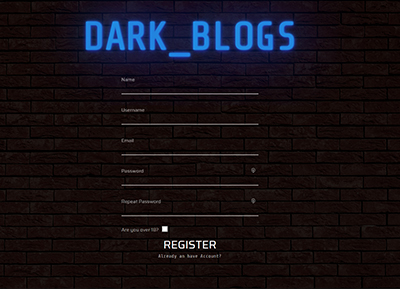 DARK_BLOGS
Name
Username
Email
Password
Repeat Password
Are you over 18?
REGISTER
Already an have Account?